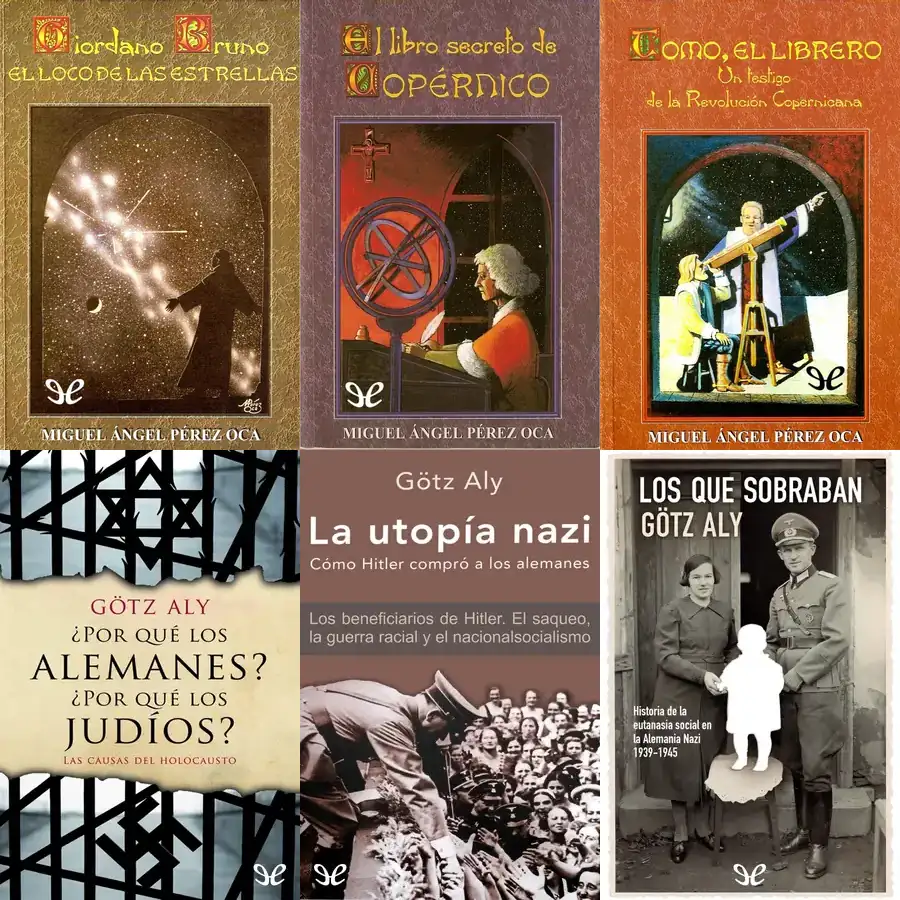 Giordano Bruno
EL LOCO DE LAS ESTRELLAS
MIGUEL ÁNGEL PÉREZ OCA
El libro secreto de
COPÉRNICO
MIGUEL ÁNGEL PÉREZ OCA
TOMO, EL LIBRERO
Un testigo
de la Revolución Copernicana
MIGUEL ÁNGEL PÉREZ OCA
GÖTZ ALY
¿POR QUÉ LOS
ALEMANES?
¿POR QUÉ LOS
JUDÍOS?
LAS CAUSAS DEL HOLOCAUSTO
Götz Aly
La utopía nazi
Cómo Hitler compró a los alemanes
Los beneficiarios de Hitler. El saqueo,
la guerra racial y el nacionalsocialismo
LOS QUE SOBRABAN
GÖTZ ALY
Historia de la
eutanasia social en
la Alemania Nazi
1939-1945